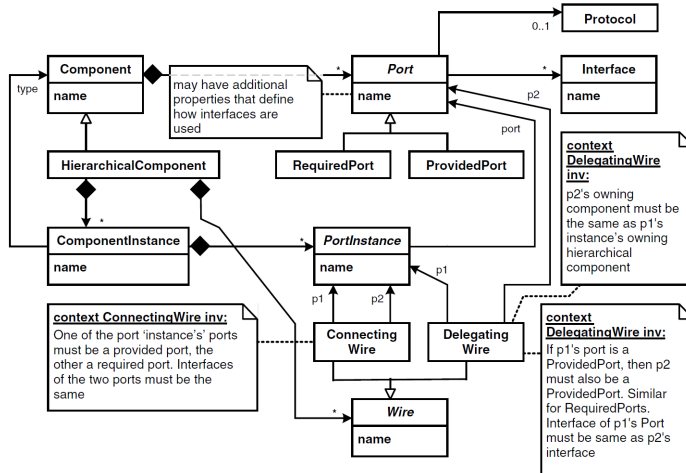 Protocol
0..1
Component
name
type
may have additional
properties that define
how interfaces are
used
*
Port
name
*
Interface
name
p2
port
HierarchicalComponent
RequiredPort
ProvidedPort
context
DelegatingWire
inv:
p2's owning
component must be
the same as p1's
instance's owning
hierarchical
component
*
ComponentInstance
name
*
PortInstance
name
p1
p2
p1
context ConnectingWire inv:
One of the port ‘instance’s’ ports
must be a provided port, the
other a required port. Interfaces
of the two ports must be the
same
Connecting
Wire
Delegating
Wire
context
DelegatingWire inv:
If p1's port is a
ProvidedPort, then p2
must also be a
ProvidedPort. Similar
for RequiredPorts.
Interface of p1's Port
must be same as p2's
interface
*
Wire
name